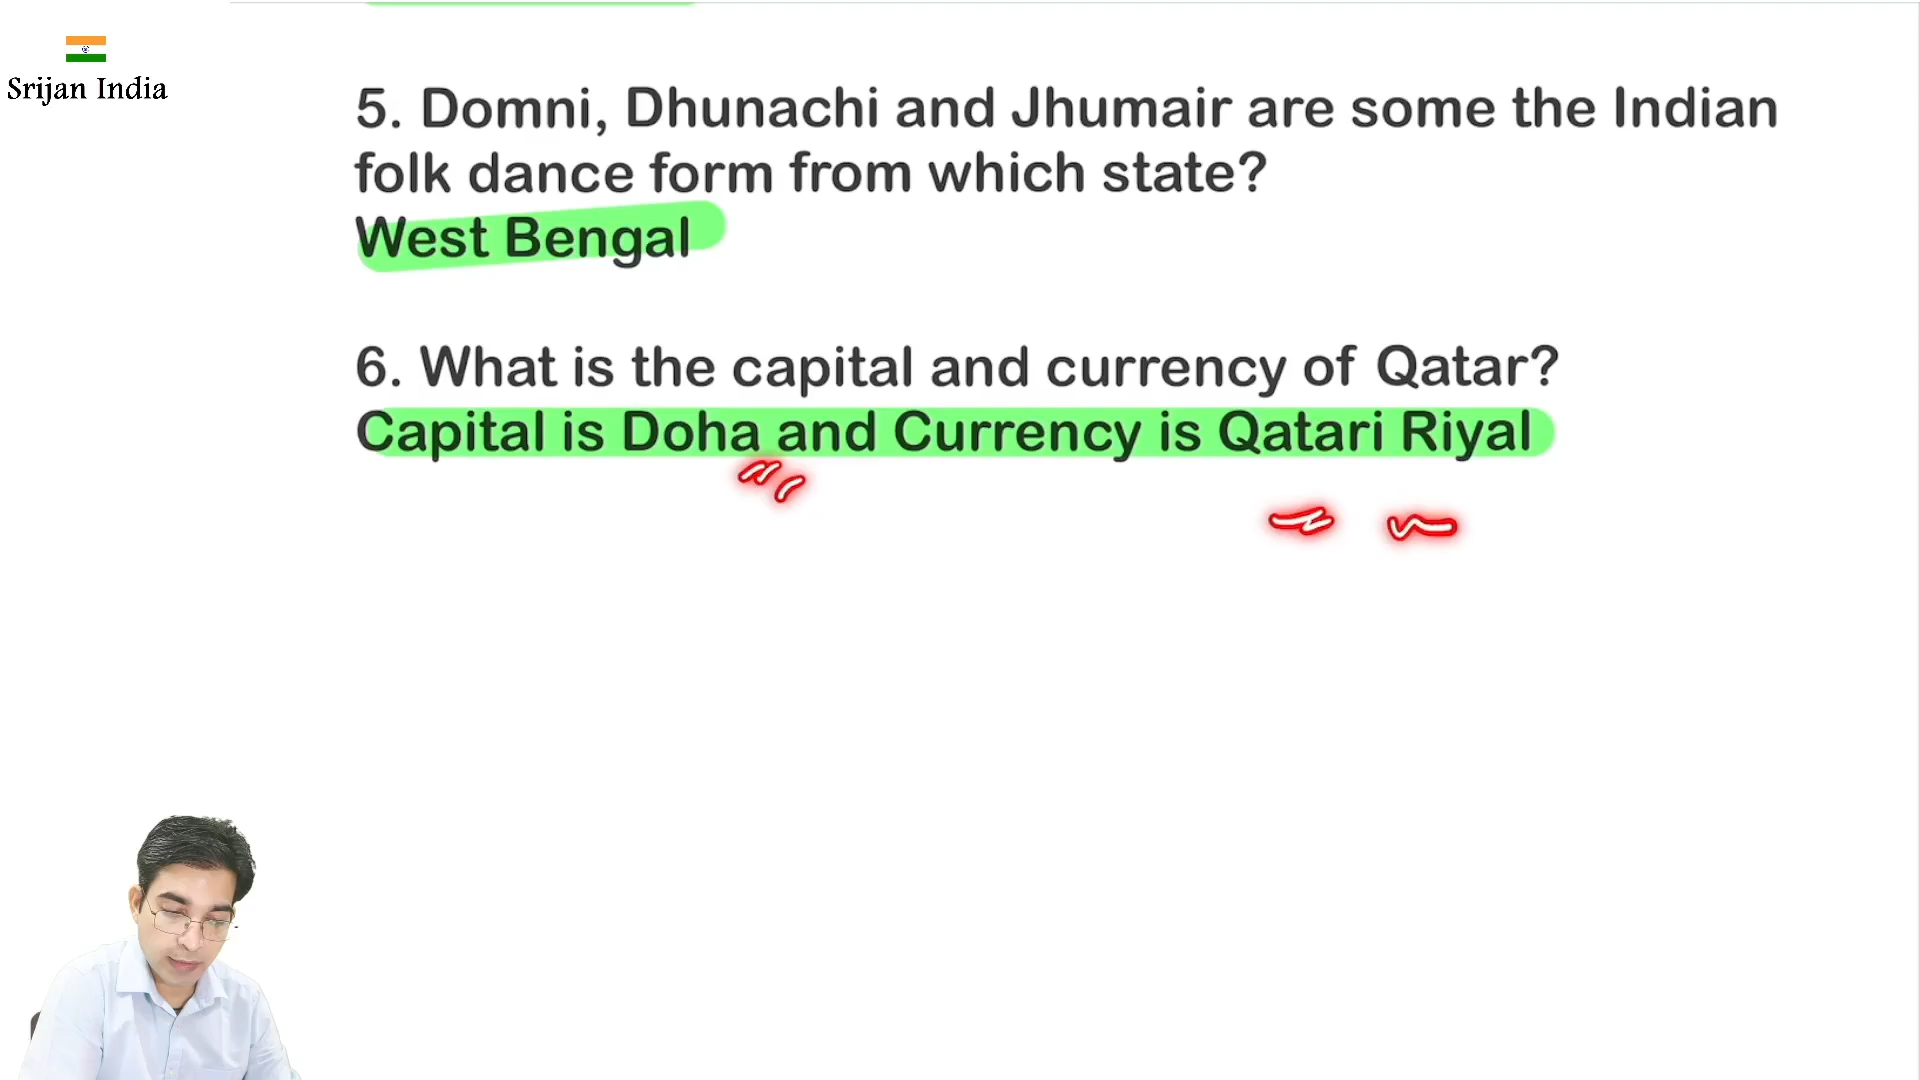 Srijan India
5. Domni, Dhunachi and Jhumair are some the Indian
folk dance form from which state?
West Bengal
6. What is the capital and currency of Qatar?
Capital is Doha and Currency is Qatari Riyal